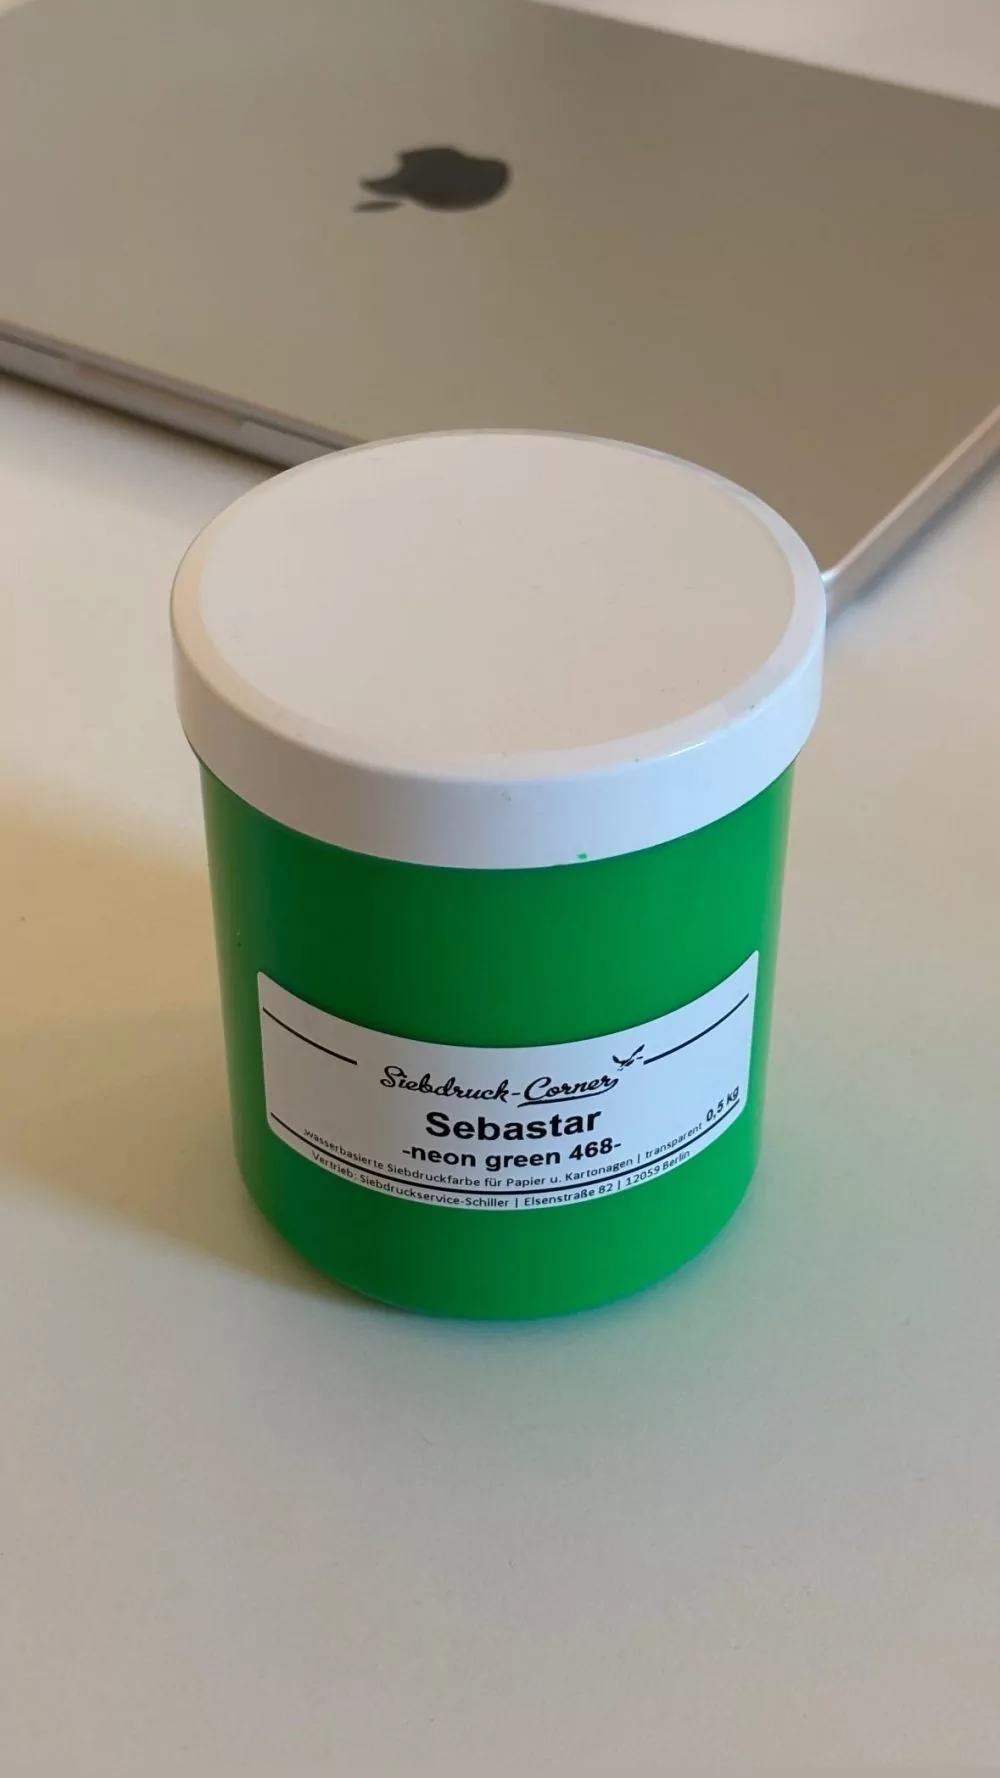 Siebdruck-Corner
Sebastar
-neon green 468-
0,5 kg
wasserbasierte Siebdruckfarbe für Papier u. Kartonagen | transparent
Vertrieb: Siebdruckservice-Schiller | Elsenstraße 82 | 12059 Berlin